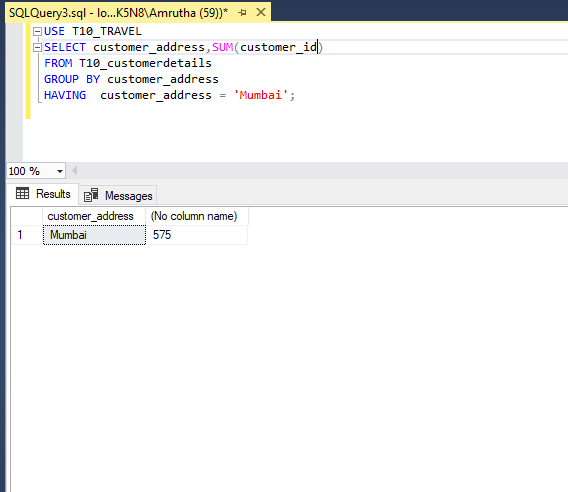 SQLQuery3.sql - lo...K5N8\Amrutha (59))*
USE T10_TRAVEL
SELECT customer_address,SUM(customer_id)
FROM T10_customerdetails
GROUP BY customer_address
HAVING  customer_address = 'Mumbai';
100 %
Results Messages
customer_address (No column name)
1 Mumbai 575